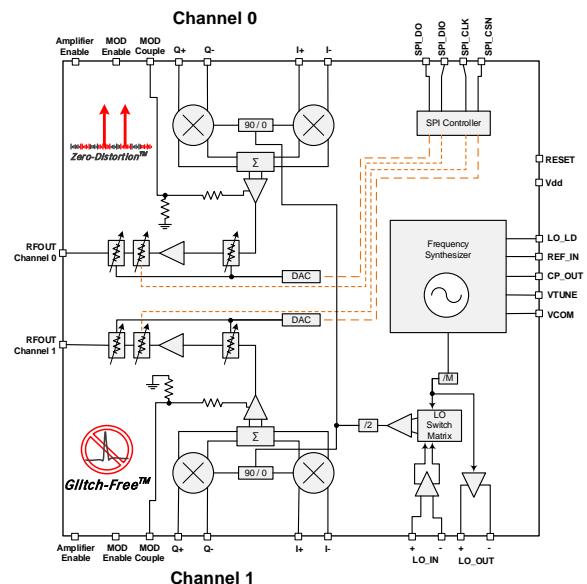 Channel 0
Amplifier
Enable
MOD
Enable
MOD
Couple
Q+
Q-
I+
I-
SPI_DO
SPI_DIO
SPI_CLK
SPI_CSN
90 / 0
SPI Controller
Zero-Distortion™
Σ
RESET
Vdd
RFOUT
Channel 0
Frequency
Synthesizer
LO_LD
REF_IN
CP_OUT
VTUNE
VCOM
DAC
DAC
RFOUT
Channel 1
/M
LO
Switch
Matrix
/2
Σ
90 / 0
Glitch-Free™
Amplifier
Enable
MOD
Enable
MOD
Couple
Q+
Q-
I+
I-
+
-
+
-
LO_IN
LO_OUT
Channel 1